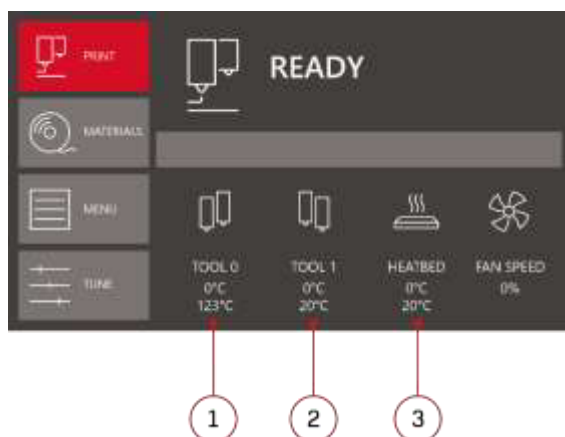 PRINT
READY
MATERIALS
MENU
TOOL 0
TOOL 1
HEATBED
FAN SPEED
0°C
0°C
0°C
0%
123°C
20°C
20°C
TUNE
1
2
3